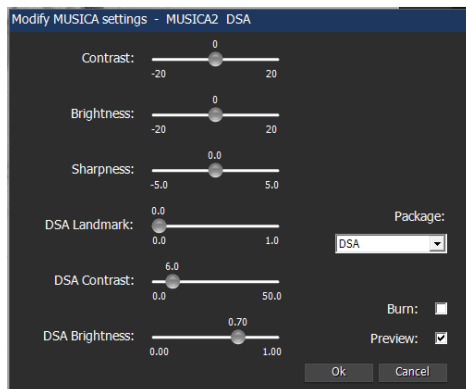 Modify MUSICA settings - MUSICA2 DSA
0
Contrast:
-20 20
0
Brightness:
-20 20
0.0
Sharpness:
-5.0 5.0
0.0
DSA Landmark:
0.0 1.0
Package:
DSA
6.0
DSA Contrast:
0.0 50.0
Burn:
0.70
DSA Brightness:
0.00 1.00
Preview:
Ok Cancel